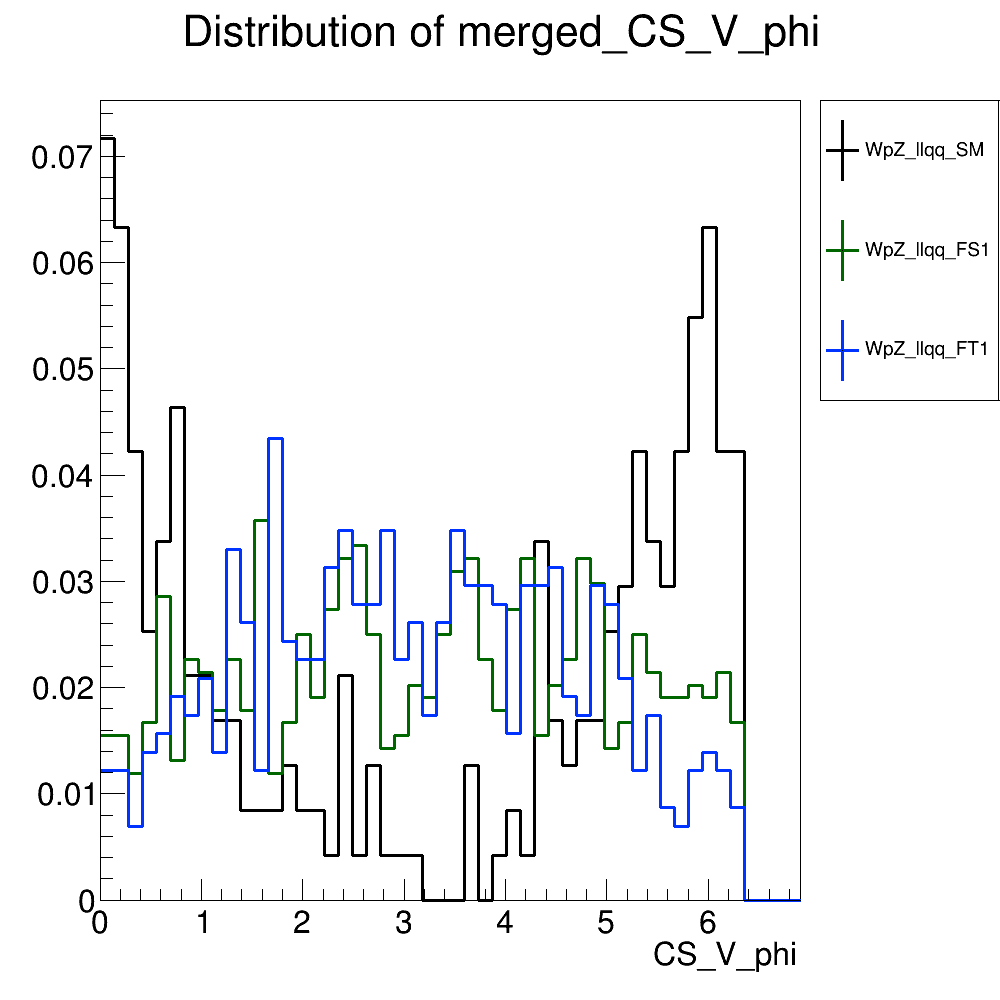 Distribution of merged_CS_V_phi
WpZ_llqq_SM
WpZ_llqq_FS1
WpZ_llqq_FT1
0.07
0.06
0.05
0.04
0.03
0.02
0.01
0
0 1 2 3 4 5 6
CS_V_phi